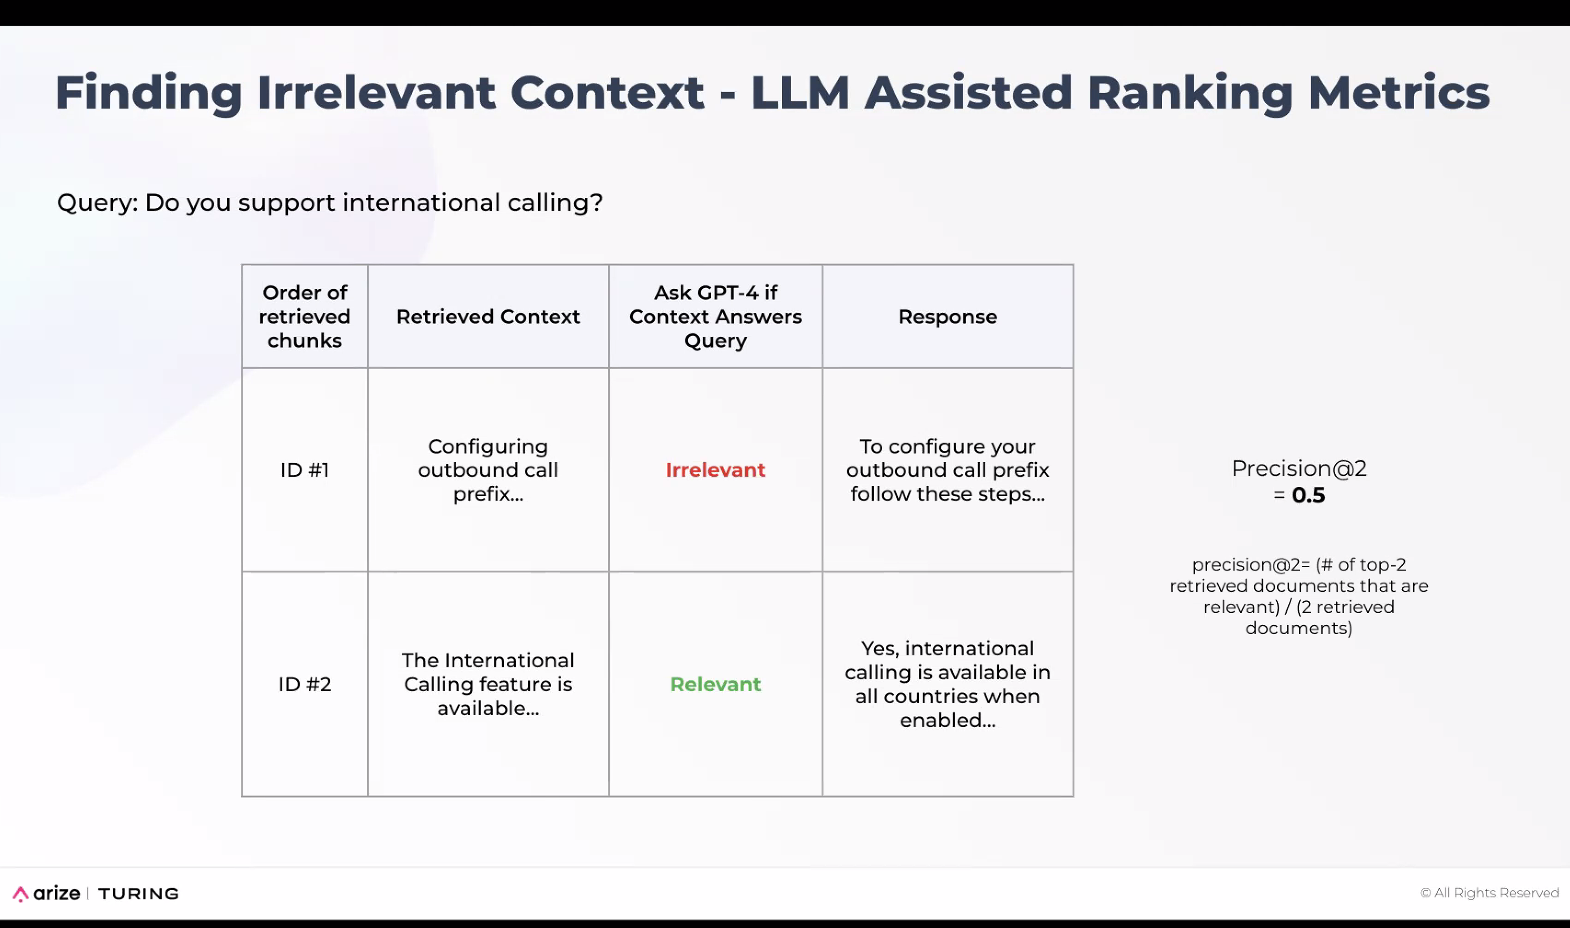 Finding Irrelevant Context - LLM Assisted Ranking Metrics
Query: Do you support international calling?
Order of
retrieved
chunks
Retrieved Context
Ask GPT-4 if
Context Answers
Query
Response
ID #1
Configuring
outbound call
prefix...
Irrelevant
To configure your
outbound call prefix
follow these steps...
ID #2
The International
Calling feature is
available...
Relevant
Yes, international
calling is available in
all countries when
enabled...
Precision@2
= 0.5
precision@2= (# of top-2
retrieved documents that are
relevant) / (2 retrieved
documents)
arize | TURING
© All Rights Reserved